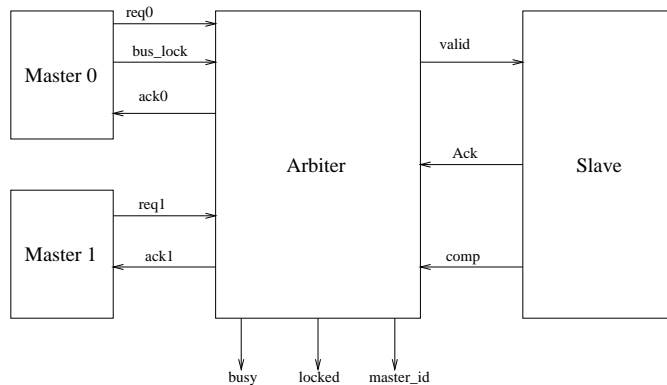 req0
bus_lock
Master 0
ack0
valid
Arbiter
Ack
Slave
req1
Master 1
ack1
comp
busy
locked
master_id